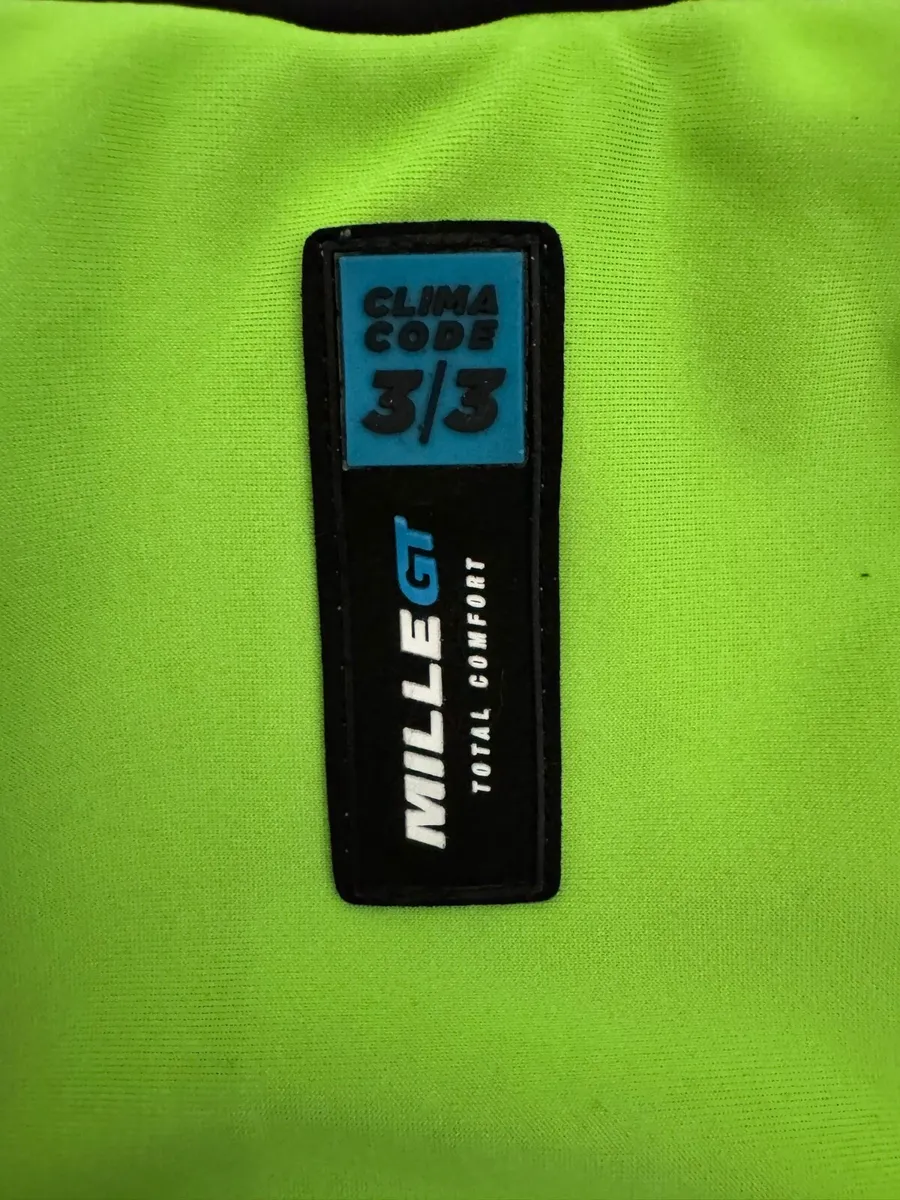 CLIMA
CODE
3/3
MILLE GT
TOTAL COMFORT